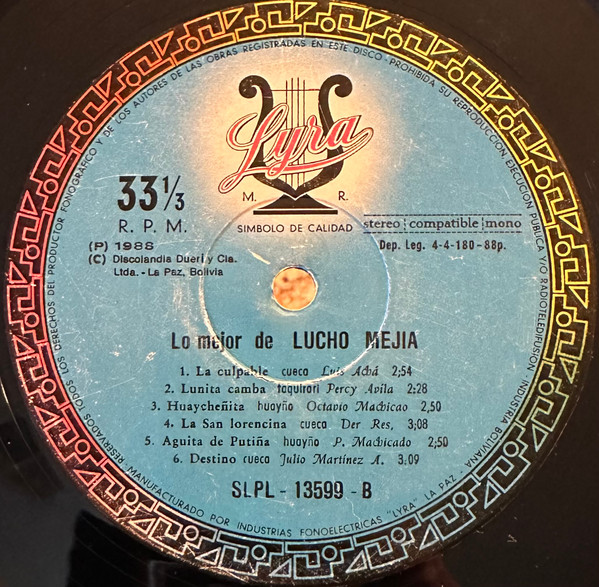 RESERVADOS TODOS LOS DERECHOS DEL PRODUCTOR FONOGRAFICO Y DE LOS AUTORES DE LAS OBRAS REGISTRADAS EN ESTE DISCO - PROHIBIDA SU REPRODUCCION, EJECUCION PUBLICA Y/O RADIOTELEDIFUSION. INDUSTRIA BOLIVIANA
Lyra
M. R.
SIMBOLO DE CALIDAD
33⅓
R. P. M.
stereo compatible mono
(P) 1988
Dep. Leg. 4-4-180-88p.
(C) Discolandia Dueri y Cia.
Ltda. - La Paz, Bolivia
Lo mejor de LUCHO MEJIA
1. La culpable cueca Luis Achá 2:54
2. Lunita camba taquirari Percy Avila 2:28
3. Huaycheñita huayño Octavio Machicao 2,50
4. La San lorencina cueca Der Res, 3;08
5. Aguita de Putiña huayño P. Machicado 2;50
6. Destino cueca Julio Martínez A. 3.09
SLPL - 13599 - B
MANUFACTURADO POR INDUSTRIAS FONOELECTRICAS "LYRA" LA PAZ -